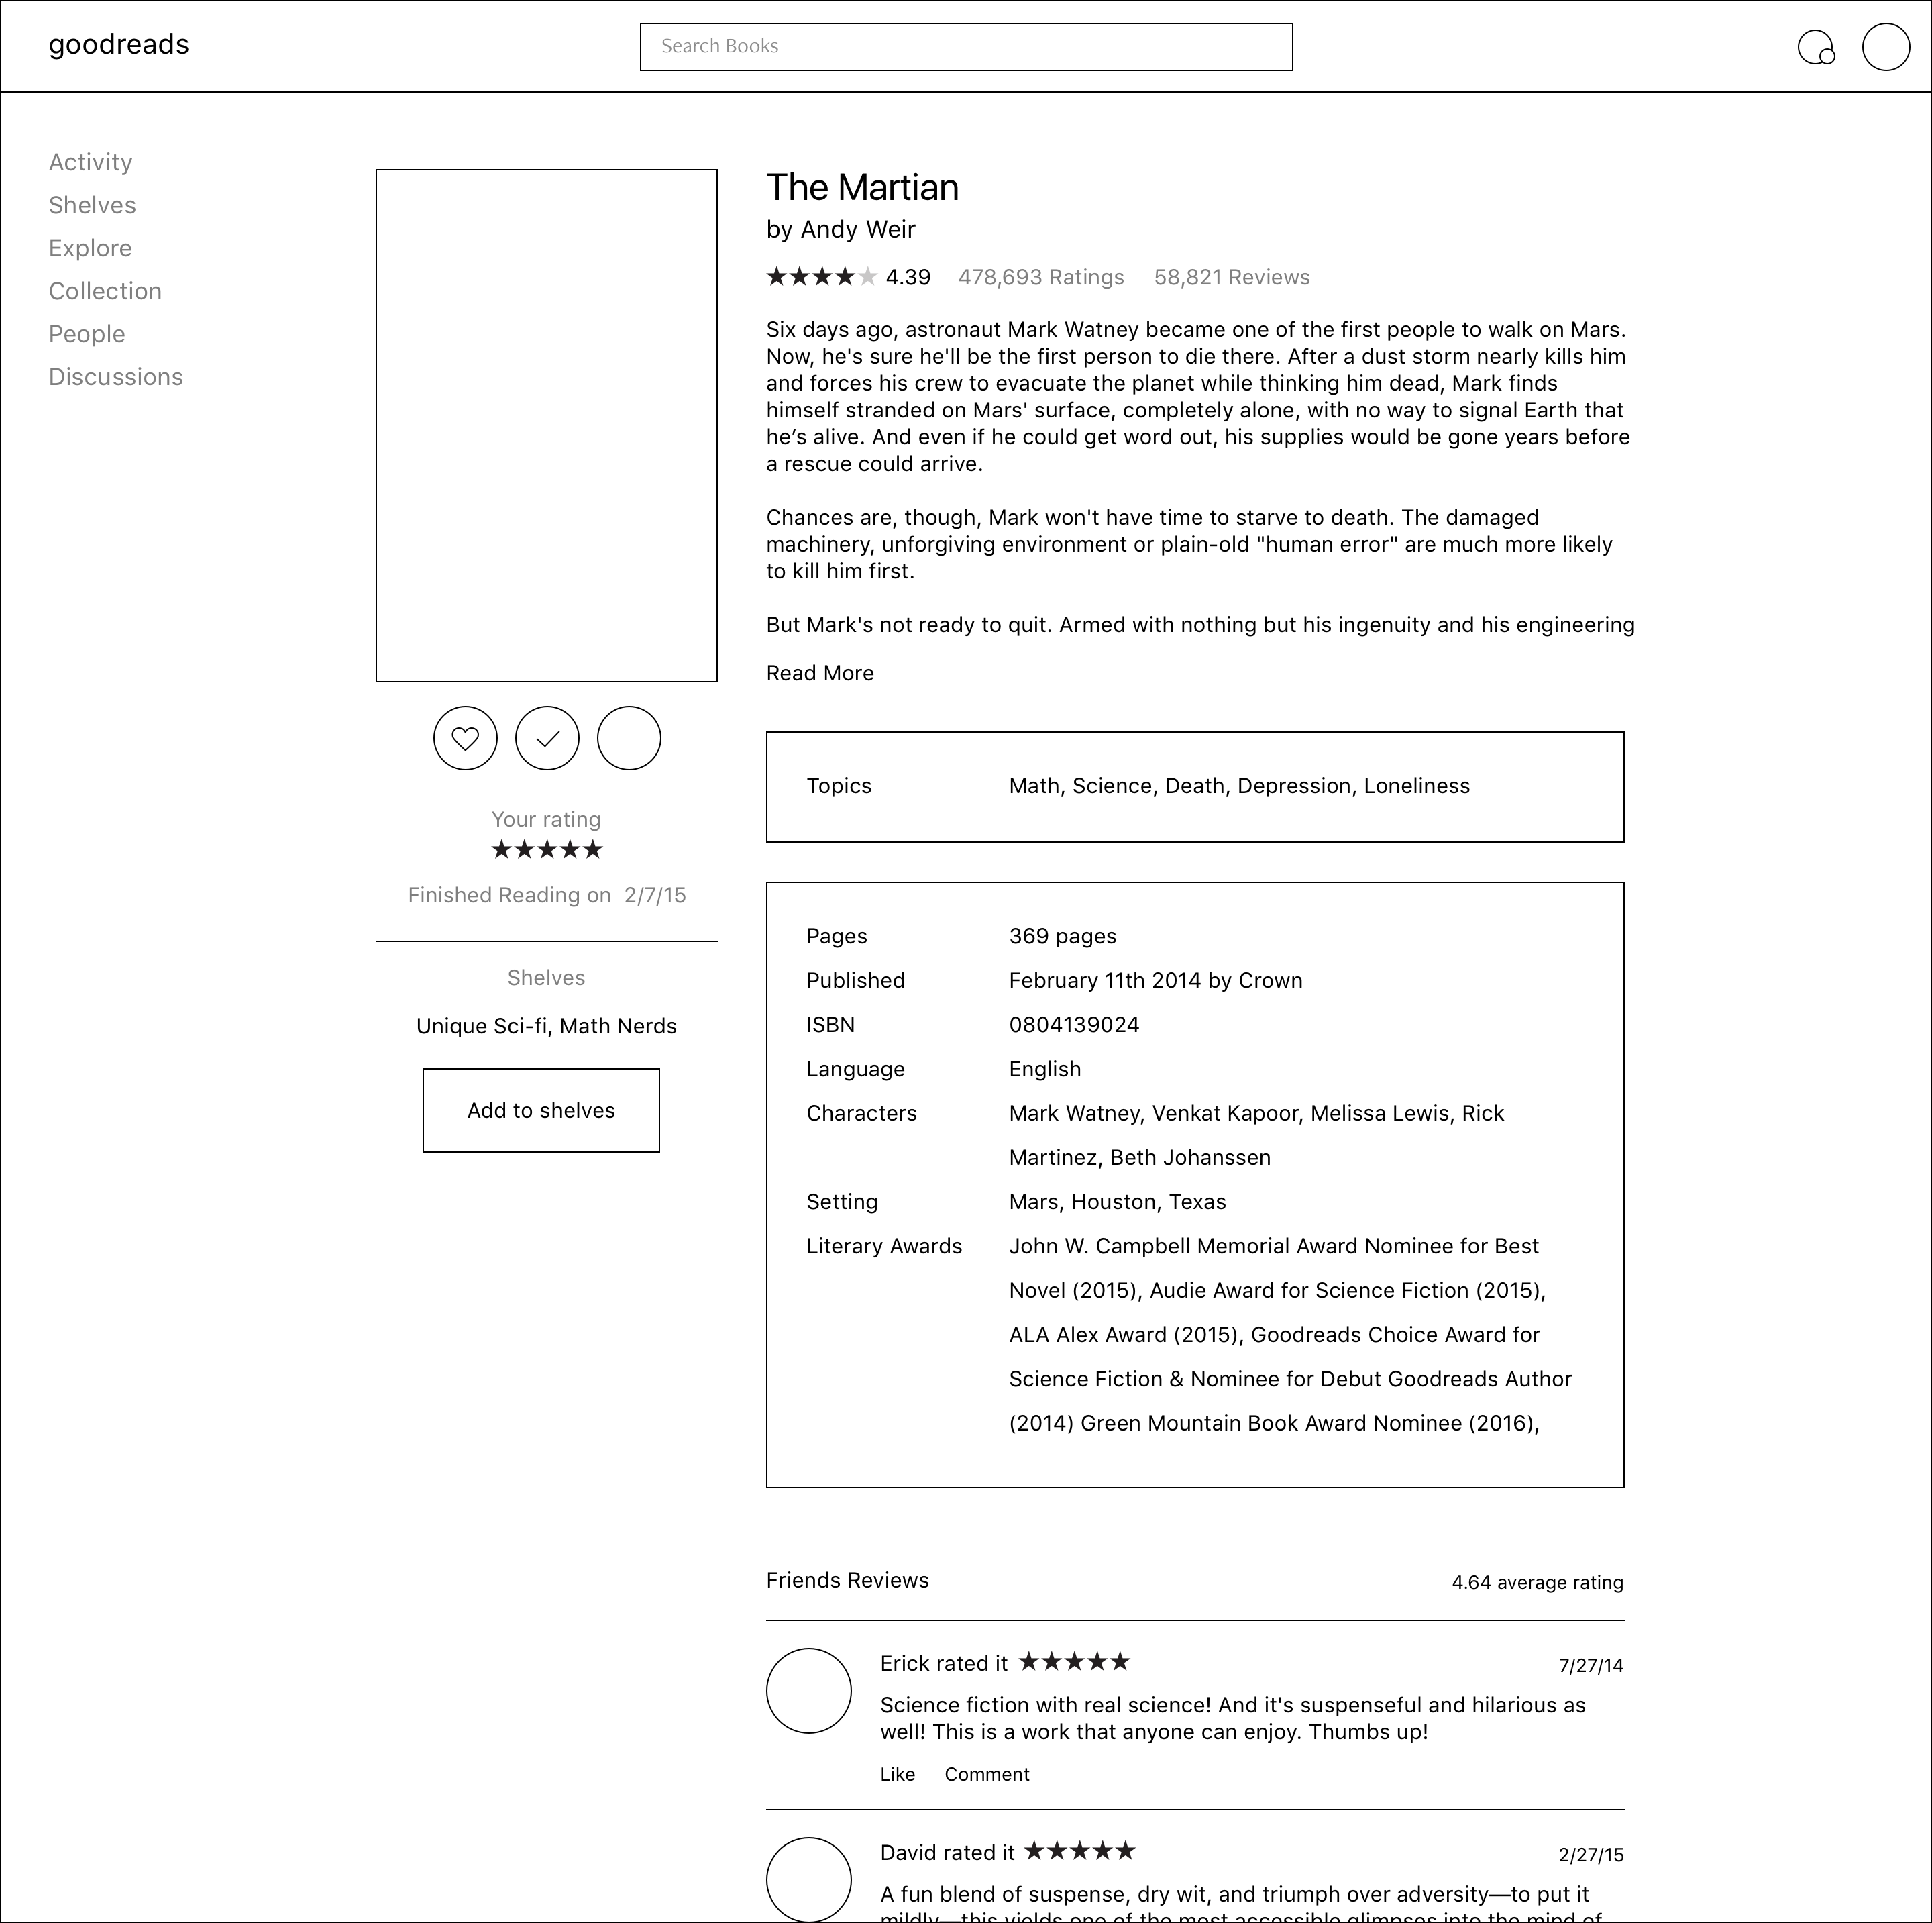 goodreads
Search Books
Activity
Shelves
Explore
Collection
People
Discussions
The Martian
by Andy Weir
★★★★★ 4.39 478,693 Ratings 58,821 Reviews
Six days ago, astronaut Mark Watney became one of the first people to walk on Mars.
Now, he's sure he'll be the first person to die there. After a dust storm nearly kills him
and forces his crew to evacuate the planet while thinking him dead, Mark finds
himself stranded on Mars' surface, completely alone, with no way to signal Earth that
he’s alive. And even if he could get word out, his supplies would be gone years before
a rescue could arrive.
Chances are, though, Mark won't have time to starve to death. The damaged
machinery, unforgiving environment or plain-old "human error" are much more likely
to kill him first.
But Mark's not ready to quit. Armed with nothing but his ingenuity and his engineering
Read More
Your rating
★★★★★
Finished Reading on 2/7/15
Shelves
Unique Sci-fi, Math Nerds
Add to shelves
Topics Math, Science, Death, Depression, Loneliness
Pages 369 pages
Published February 11th 2014 by Crown
ISBN 0804139024
Language English
Characters Mark Watney, Venkat Kapoor, Melissa Lewis, Rick
Martinez, Beth Johanssen
Setting Mars, Houston, Texas
Literary Awards John W. Campbell Memorial Award Nominee for Best
Novel (2015), Audie Award for Science Fiction (2015),
ALA Alex Award (2015), Goodreads Choice Award for
Science Fiction & Nominee for Debut Goodreads Author
(2014) Green Mountain Book Award Nominee (2016),
Friends Reviews 4.64 average rating
Erick rated it ★★★★★ 7/27/14
Science fiction with real science! And it's suspenseful and hilarious as
well! This is a work that anyone can enjoy. Thumbs up!
Like Comment
David rated it ★★★★★ 2/27/15
A fun blend of suspense, dry wit, and triumph over adversity—to put it
mildly—this yields one of the most accessible glimpses into the mind of